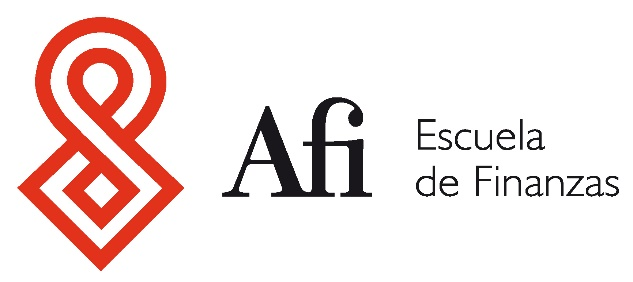 Afi
Escuela
de Finanzas